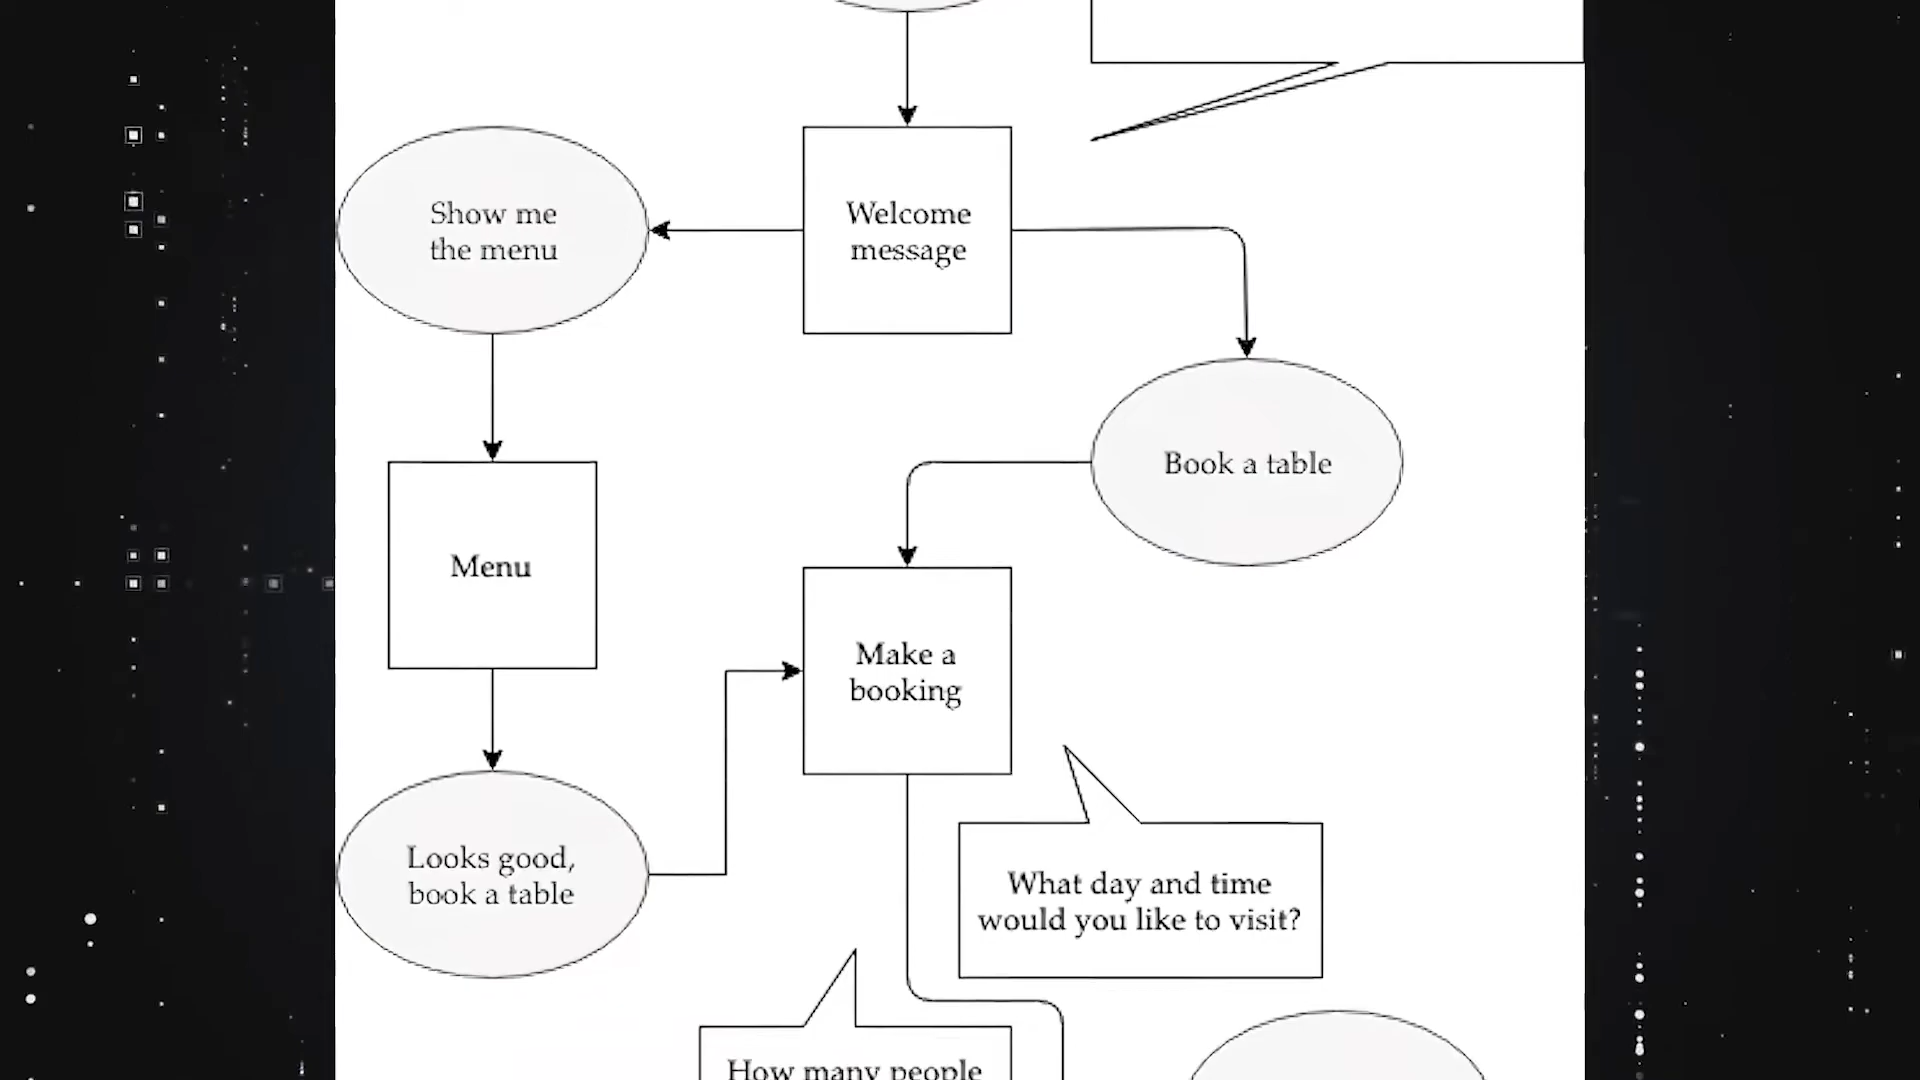 Show me
the menu
Welcome
message
Book a table
Menu
Make a
booking
Looks good,
book a table
What day and time
would you like to visit?
How many people